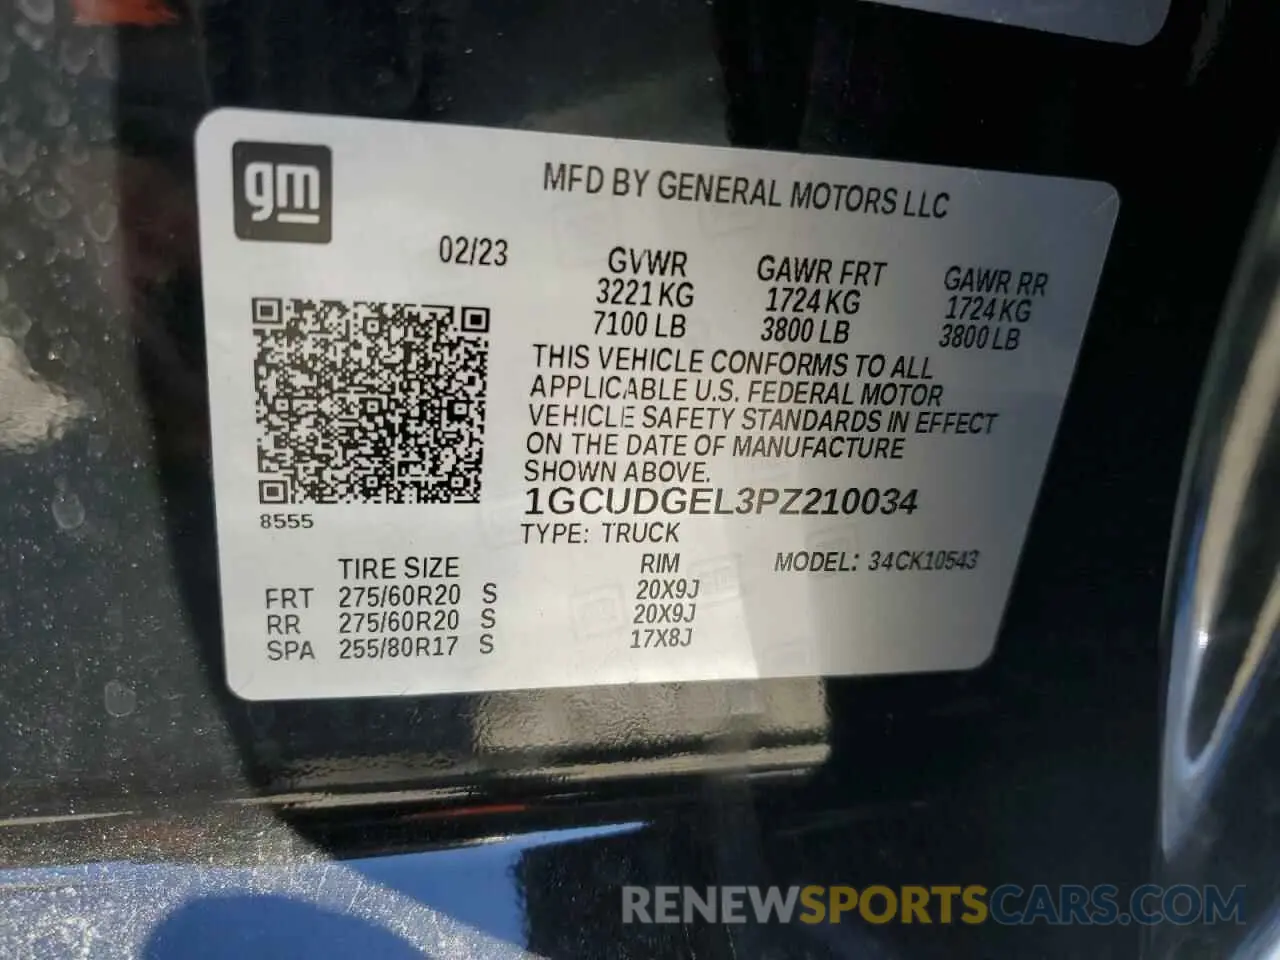 gm
MFD BY GENERAL MOTORS LLC
02/23
GVWR GAWR FRT GAWR RR
3221 KG 1724 KG 1724 KG
7100 LB 3800 LB 3800 LB
THIS VEHICLE CONFORMS TO ALL
APPLICABLE U.S. FEDERAL MOTOR
VEHICLE SAFETY STANDARDS IN EFFECT
ON THE DATE OF MANUFACTURE
SHOWN ABOVE.
1GCUDGEL3PZ210034
8555
TYPE: TRUCK
TIRE SIZE RIM MODEL: 34CK10543
FRT 275/60R20 S 20X9J
RR 275/60R20 S 20X9J
SPA 255/80R17 S 17X8J
RENEWSPORTSCARS.COM